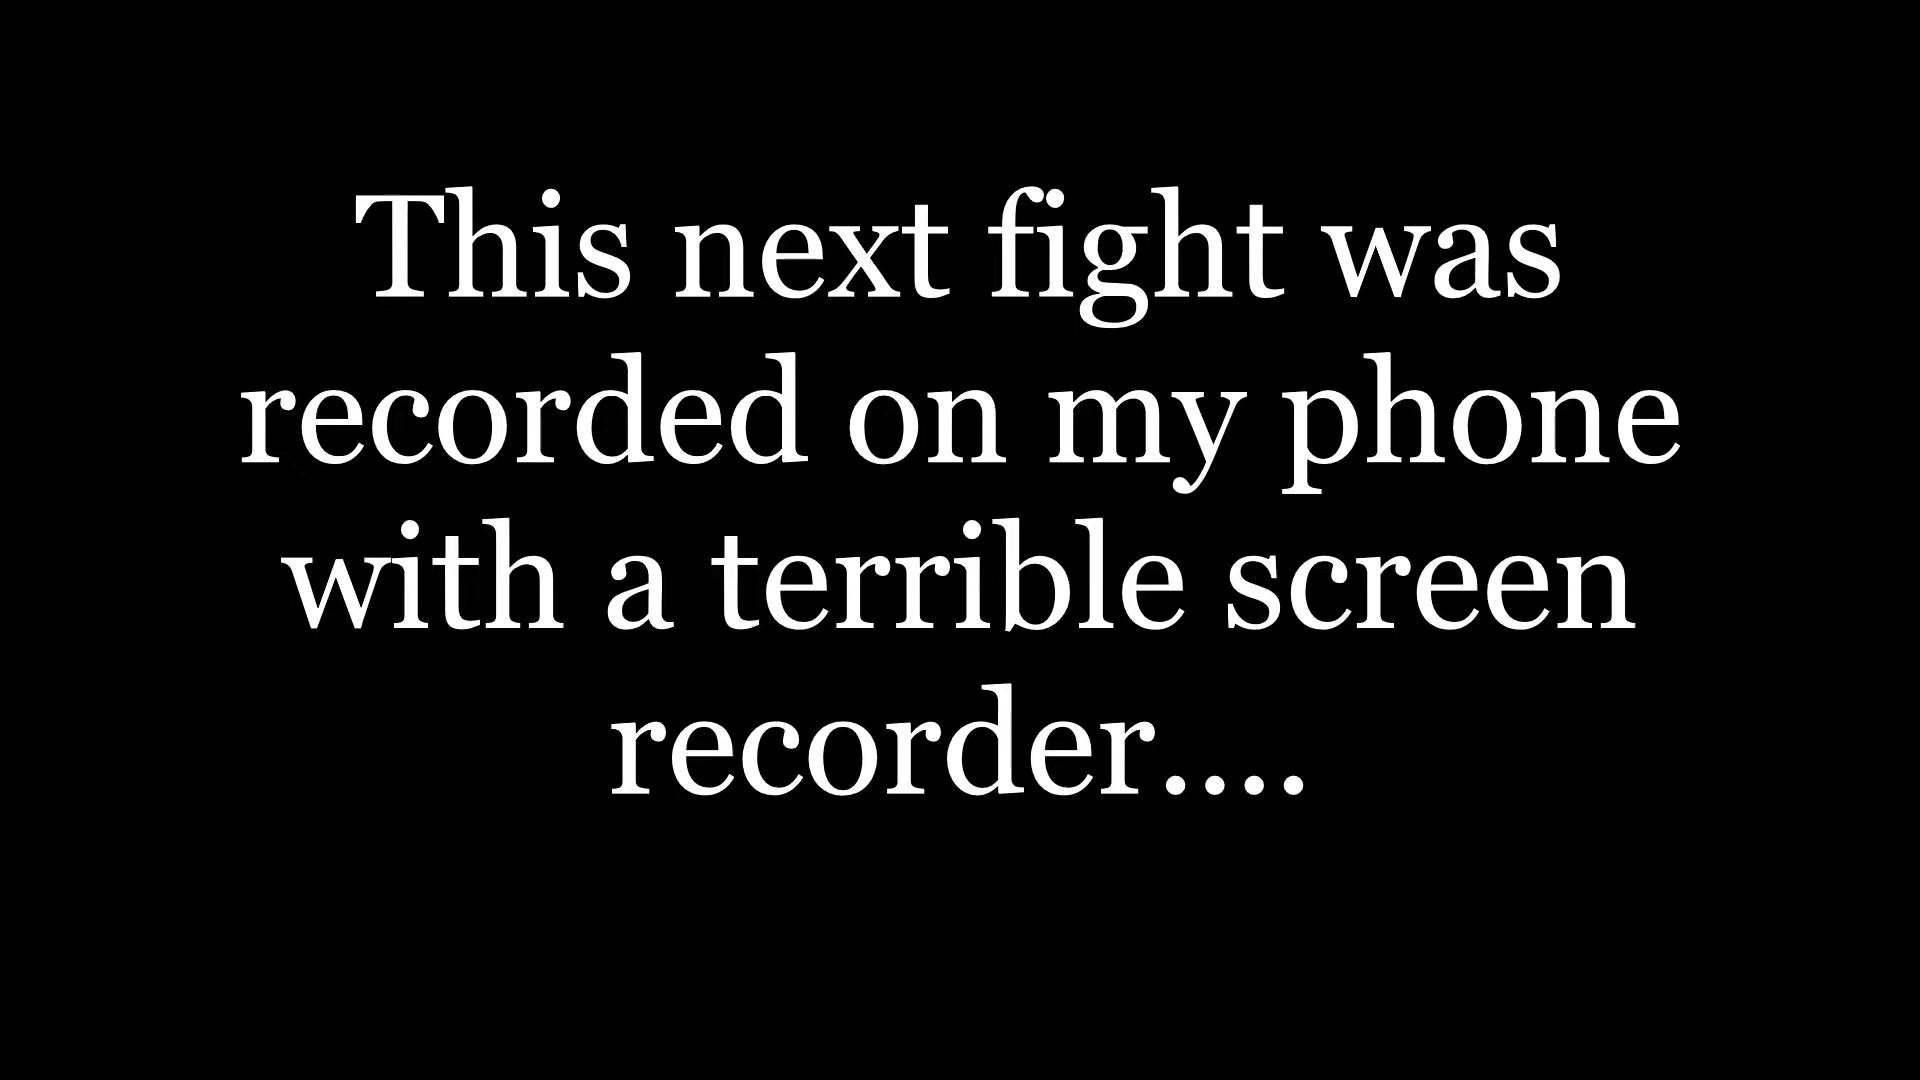 This next fight was
recorded on my phone
with a terrible screen
recorder....